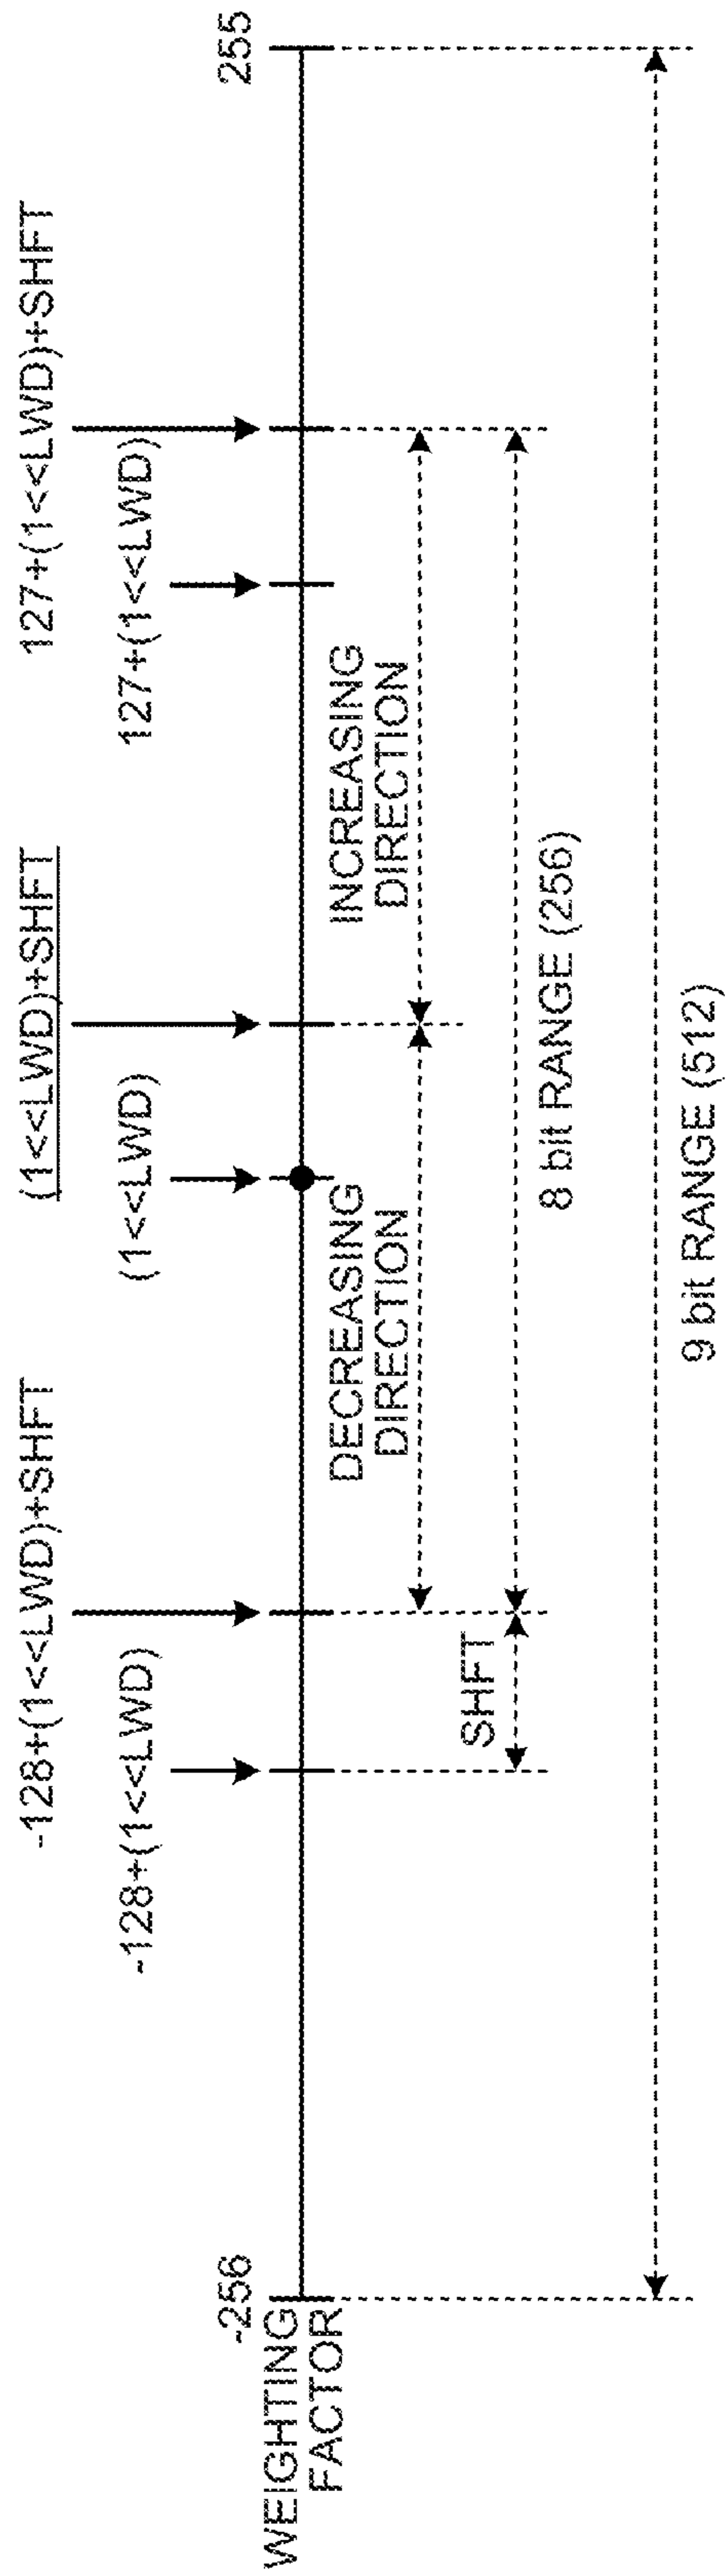 -128+(1<<LWD)+SHFT
(1<<LWD)+SHFT
127+(1<<LWD)+SHFT
-128+(1<<LWD)
(1<<LWD)
127+(1<<LWD)
-256
255
WEIGHTING
FACTOR
DECREASING
DIRECTION
INCREASING
DIRECTION
SHFT
8 bit RANGE (256)
9 bit RANGE (512)